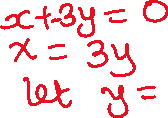 x+-3y=0
x=3y
let y=